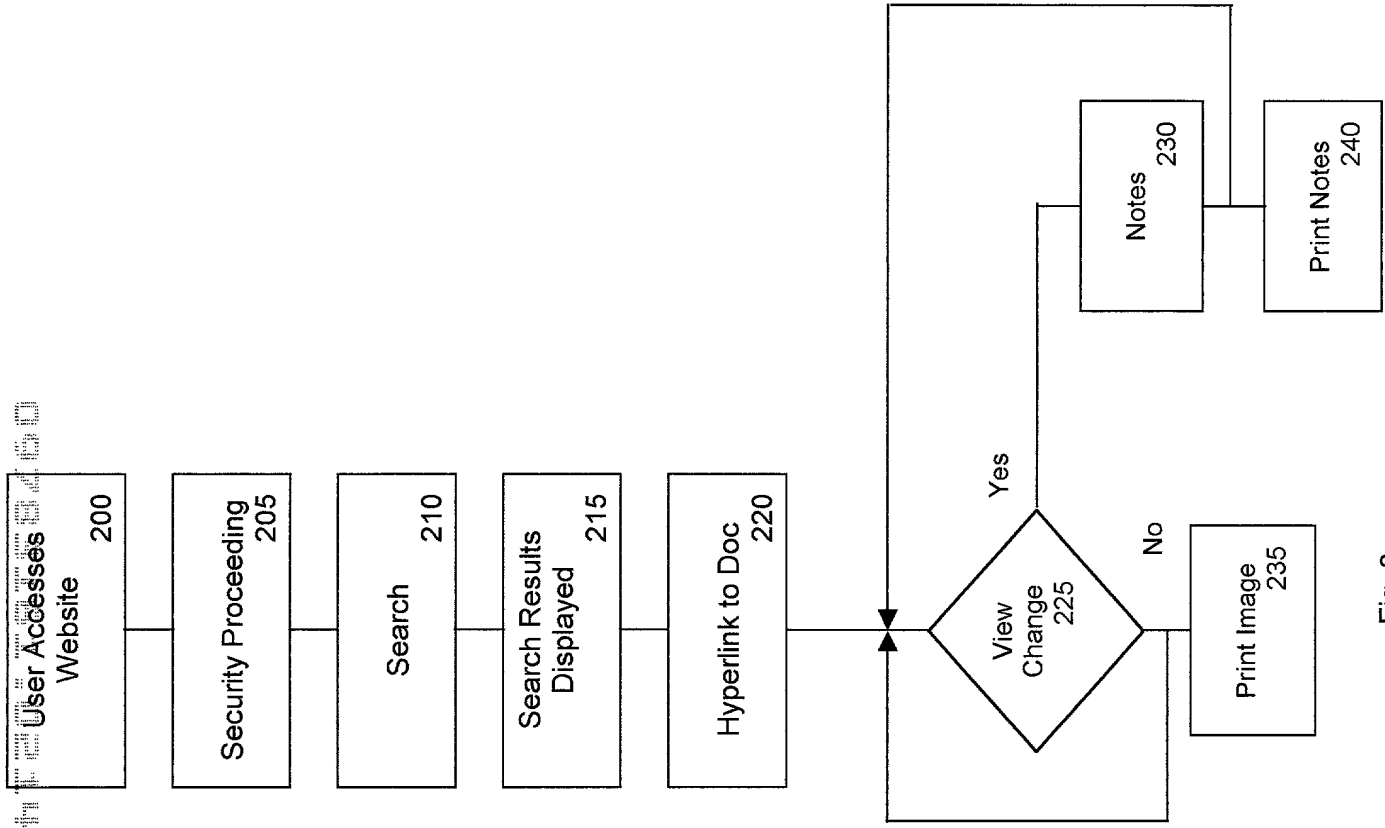 User Accesses
Website
200
Security Proceeding
205
Search
210
Search Results
Displayed
215
Hyperlink to Doc
220
View
Change
225
Yes
No
Notes
230
Print Notes
240
Print Image
235